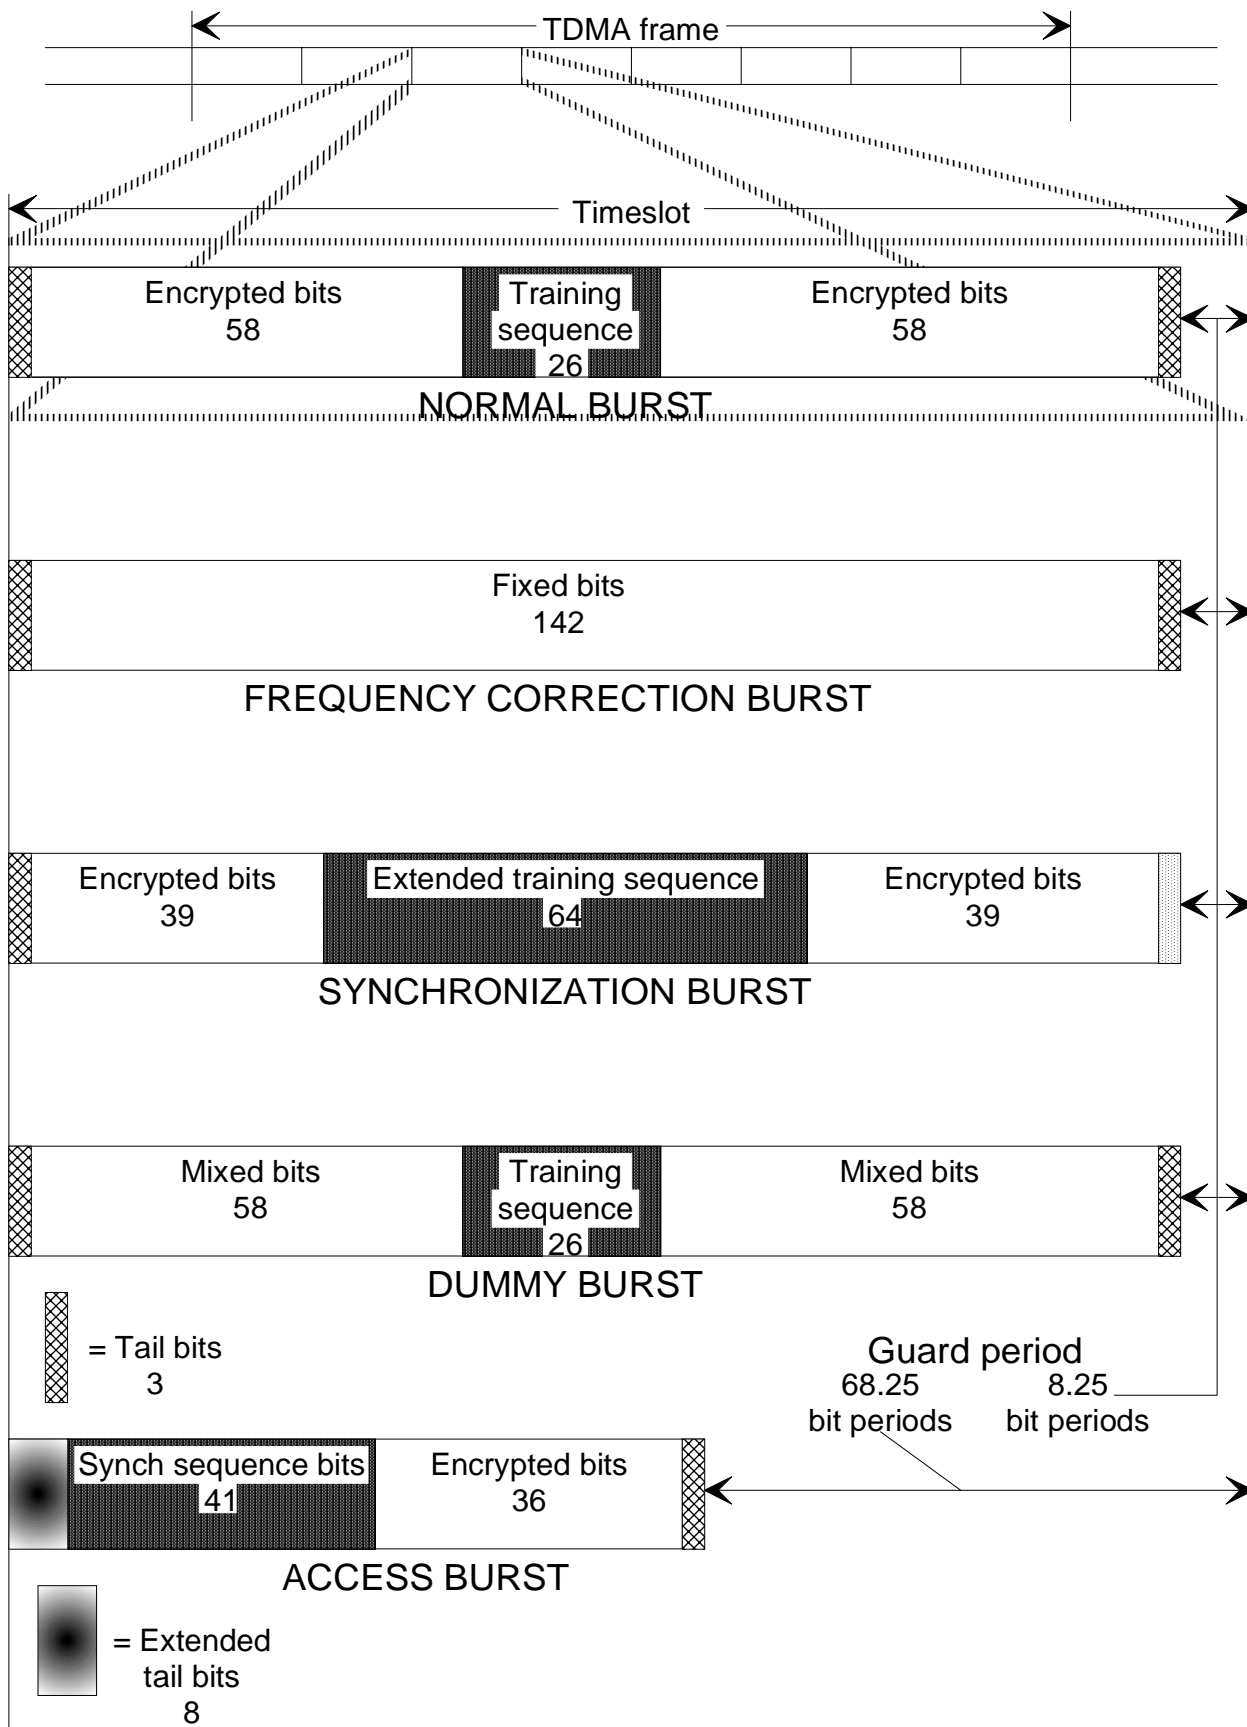 TDMA frame
Timeslot
Encrypted bits
58
Training
sequence
26
Encrypted bits
58
NORMAL BURST
Fixed bits
142
FREQUENCY CORRECTION BURST
Encrypted bits
39
Extended training sequence
64
Encrypted bits
39
SYNCHRONIZATION BURST
Mixed bits
58
Training
sequence
26
Mixed bits
58
DUMMY BURST
= Tail bits
3
Guard period
68.25
bit periods
8.25
bit periods
Synch sequence bits
41
Encrypted bits
36
ACCESS BURST
= Extended
tail bits
8